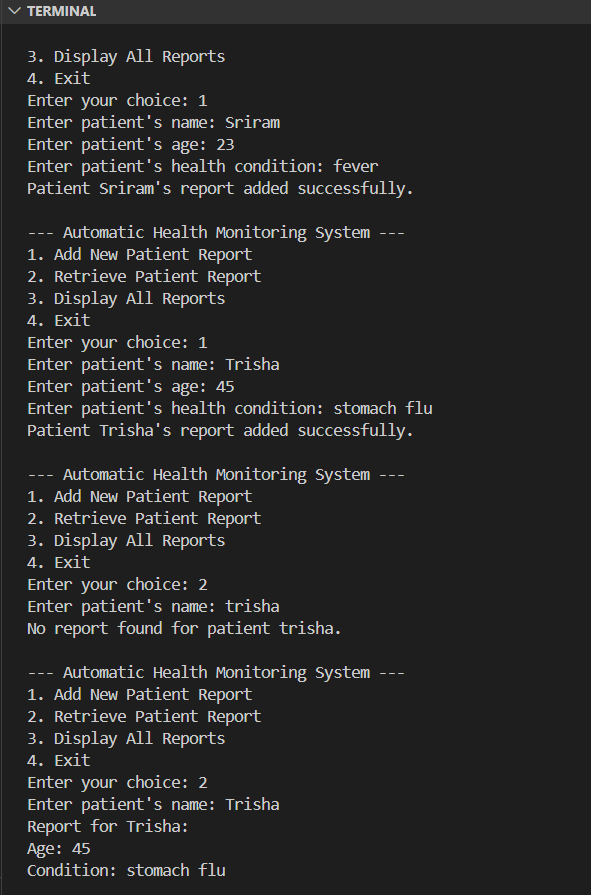 TERMINAL
3. Display All Reports
4. Exit
Enter your choice: 1
Enter patient's name: Sriram
Enter patient's age: 23
Enter patient's health condition: fever
Patient Sriram's report added successfully.
--- Automatic Health Monitoring System ---
1. Add New Patient Report
2. Retrieve Patient Report
3. Display All Reports
4. Exit
Enter your choice: 1
Enter patient's name: Trisha
Enter patient's age: 45
Enter patient's health condition: stomach flu
Patient Trisha's report added successfully.
--- Automatic Health Monitoring System ---
1. Add New Patient Report
2. Retrieve Patient Report
3. Display All Reports
4. Exit
Enter your choice: 2
Enter patient's name: trisha
No report found for patient trisha.
--- Automatic Health Monitoring System ---
1. Add New Patient Report
2. Retrieve Patient Report
3. Display All Reports
4. Exit
Enter your choice: 2
Enter patient's name: Trisha
Report for Trisha:
Age: 45
Condition: stomach flu